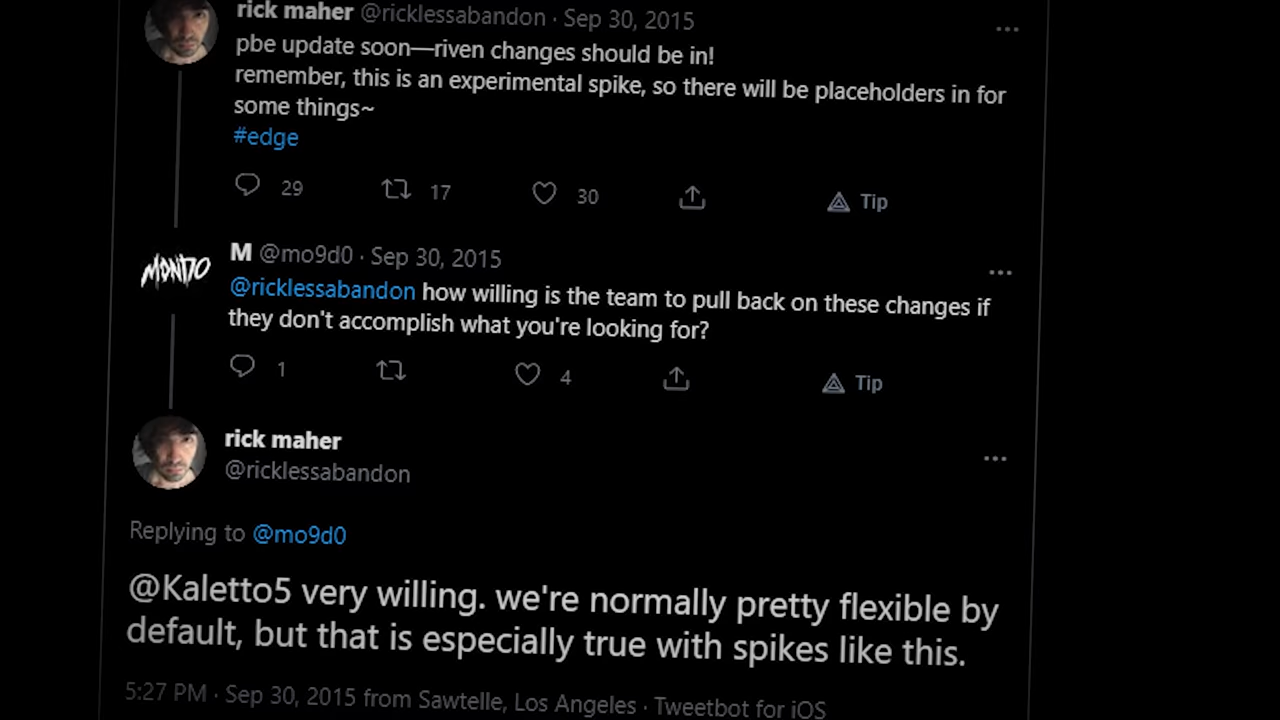 rick maher @ricklessabandon · Sep 30, 2015
pbe update soon—riven changes should be in!
remember, this is an experimental spike, so there will be placeholders in for
some things~
#edge
29 17 30 Tip
MONDO
M @mo9d0 · Sep 30, 2015
@ricklessabandon how willing is the team to pull back on these changes if
they don't accomplish what you're looking for?
1 4 Tip
rick maher
@ricklessabandon
Replying to @mo9d0
@Kaletto5 very willing. we're normally pretty flexible by
default, but that is especially true with spikes like this.
5:27 PM · Sep 30, 2015 from Sawtelle, Los Angeles · Tweetbot for iOS